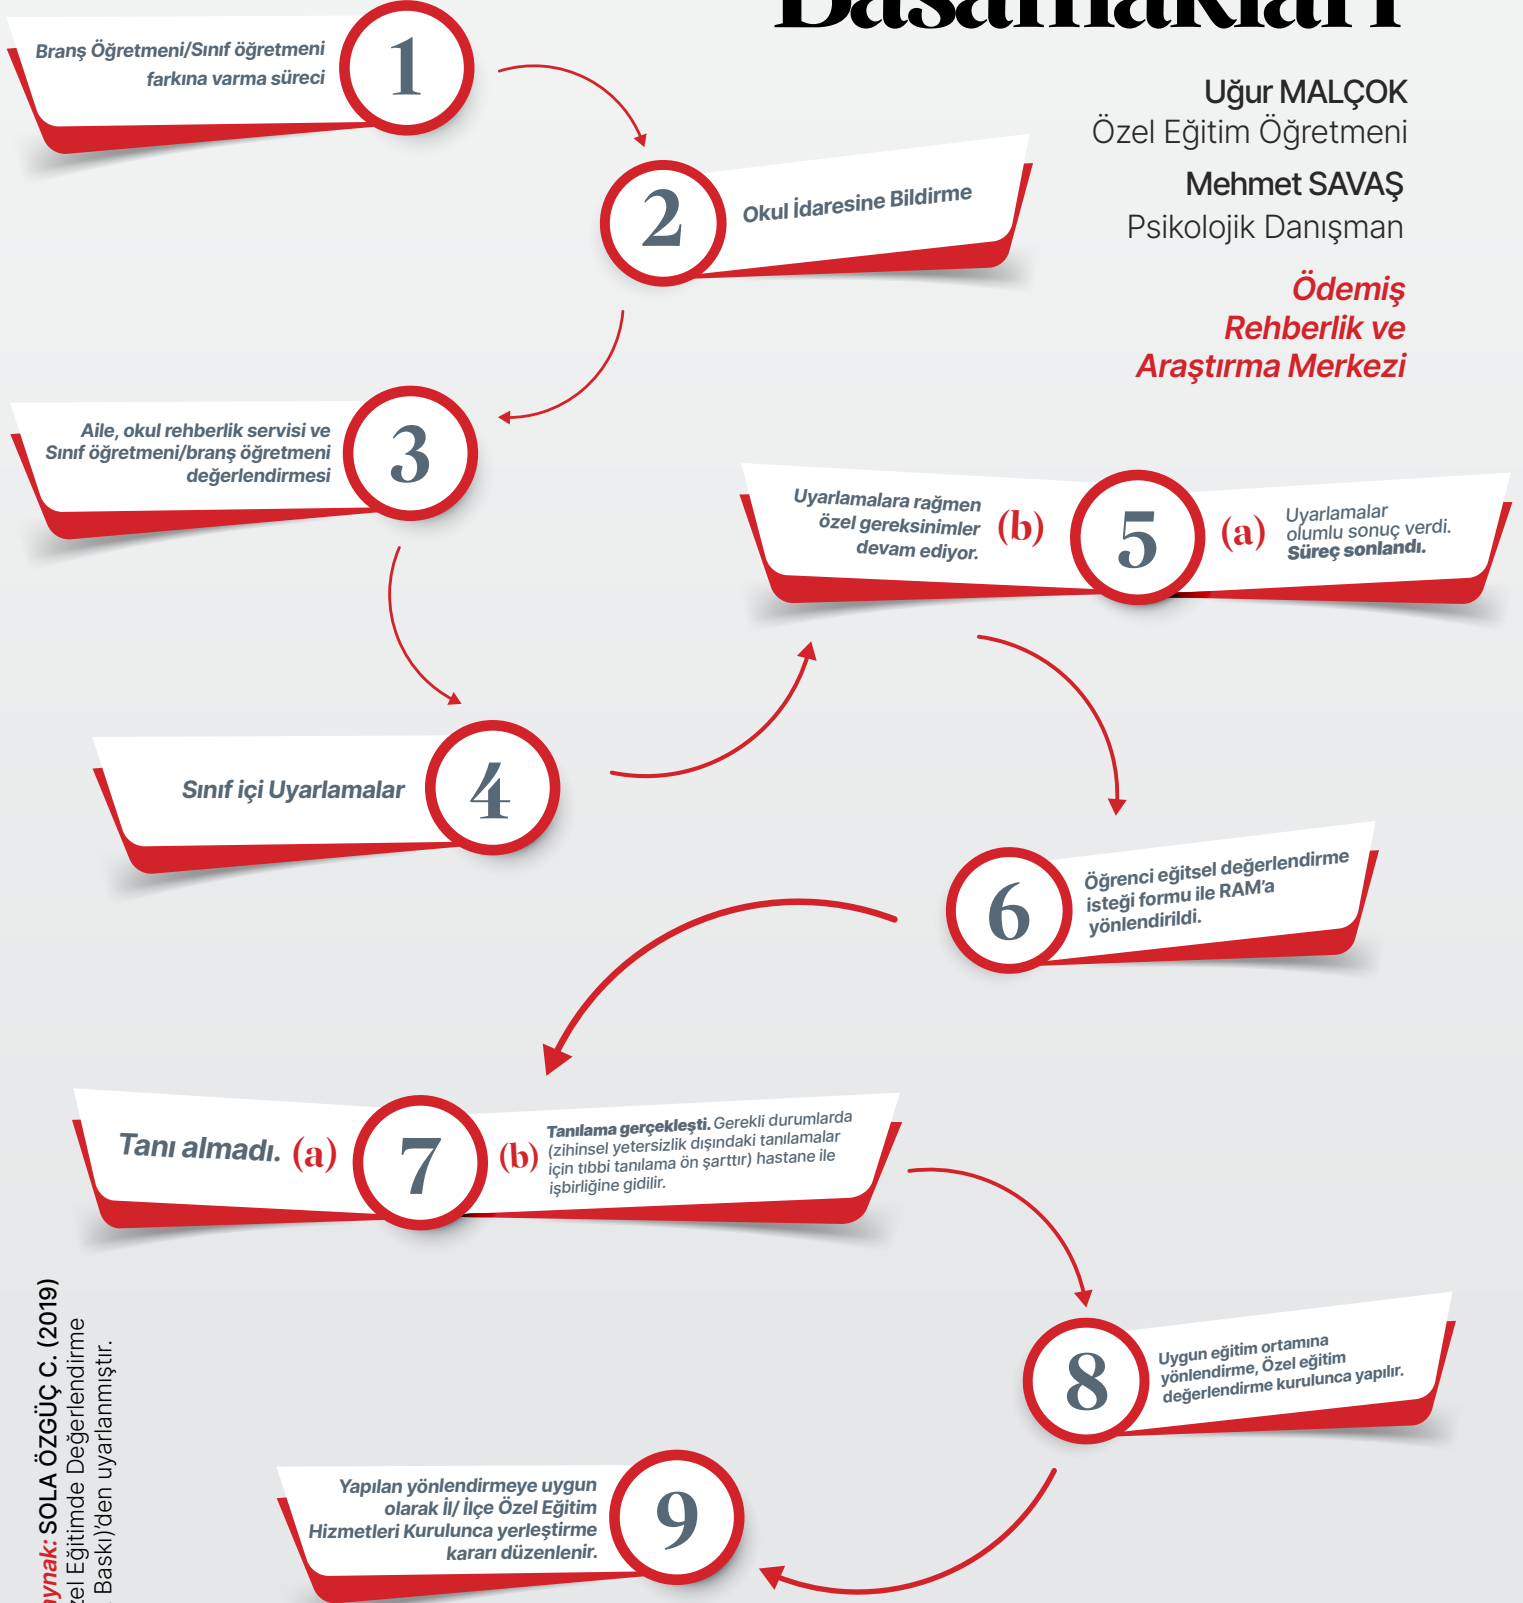 Basamakları
Uğur MALÇOK
Özel Eğitim Öğretmeni
Mehmet SAVAŞ
Psikolojik Danışman
Ödemiş
Rehberlik ve
Araştırma Merkezi
Branş Öğretmeni/Sınıf öğretmeni
farkına varma süreci
1
2
Okul İdaresine Bildirme
Aile, okul rehberlik servisi ve
Sınıf öğretmeni/branş öğretmeni
değerlendirmesi
3
Sınıf içi Uyarlamalar
4
Uyarlamalara rağmen
özel gereksinimler
devam ediyor.
(b)
5
(a)
Uyarlamalar
olumlu sonuç verdi.
Süreç sonlandı.
6
Öğrenci eğitsel değerlendirme
isteği formu ile RAM'a
yönlendirildi.
Tanı almadı. (a)
7
(b)
Tanılama gerçekleşti. Gerekli durumlarda
(zihinsel yetersizlik dışındaki tanılamalar
için tıbbi tanılama ön şarttır) hastane ile
işbirliğine gidilir.
8
Uygun eğitim ortamına
yönlendirme, Özel eğitim
değerlendirme kurulunca yapılır.
Yapılan yönlendirmeye uygun
olarak İl/ İlçe Özel Eğitim
Hizmetleri Kurulunca yerleştirme
kararı düzenlenir.
9
SOLA ÖZGÜÇ C. (2019)
Eğitimde Değerlendirme
Baskı)'den uyarlanmıştır.